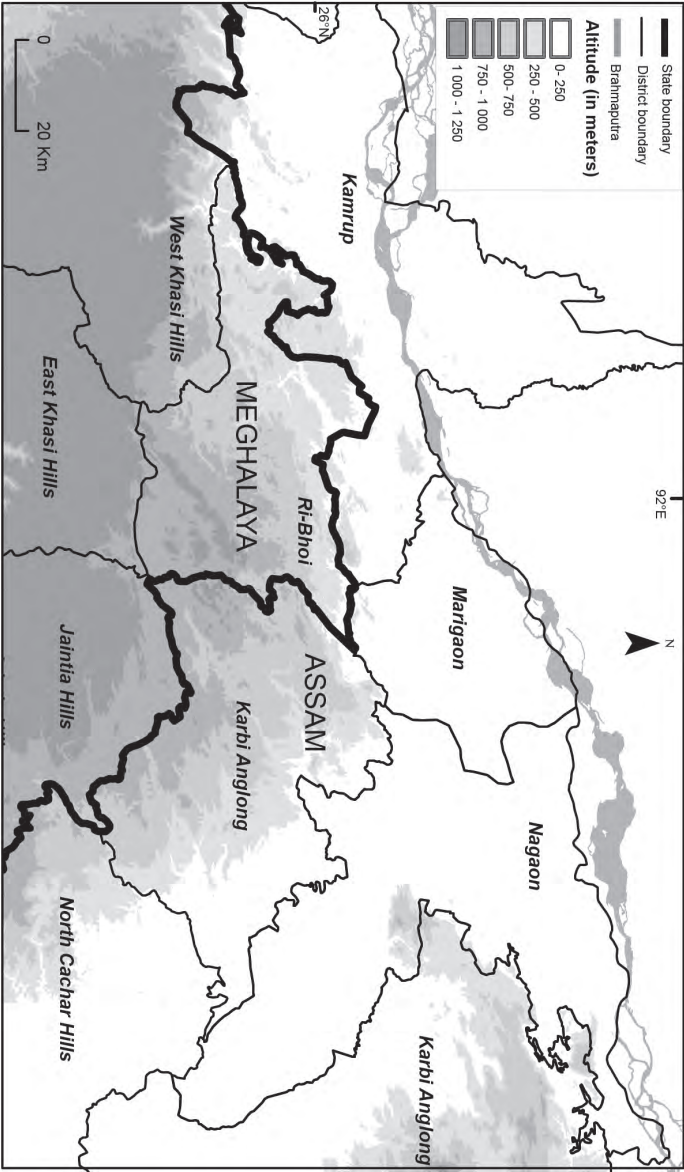 State boundary
District boundary
Brahmaputra
Altitude (in meters)
0- 250
250 - 500
500- 750
750 - 1 000
1 000 - 1 250
92°E
N
26°N
Kamrup
Marigaon
Nagaon
Karbi Anglong
Ri-Bhoi
ASSAM
MEGHALAYA
West Khasi Hills
Karbi Anglong
East Khasi Hills
Jaintia Hills
North Cachar Hills
0
20 Km